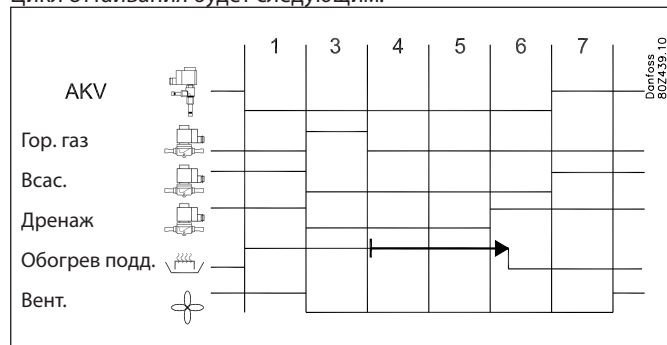 Цикл оттаивания будет следующим:
1 3 4 5 6 7
Danfoss
80Z439.10
AKV
Гор. газ
Всас.
Дренаж
Обогрев подд.
Вент.